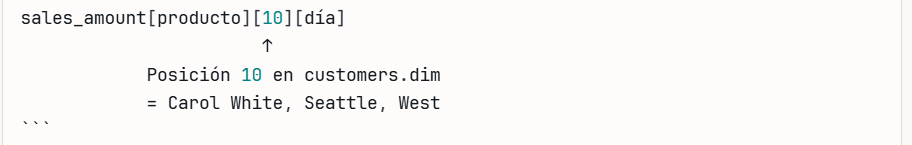 sales_amount[producto][10][día]
↑
Posición 10 en customers.dim
= Carol White, Seattle, West
```